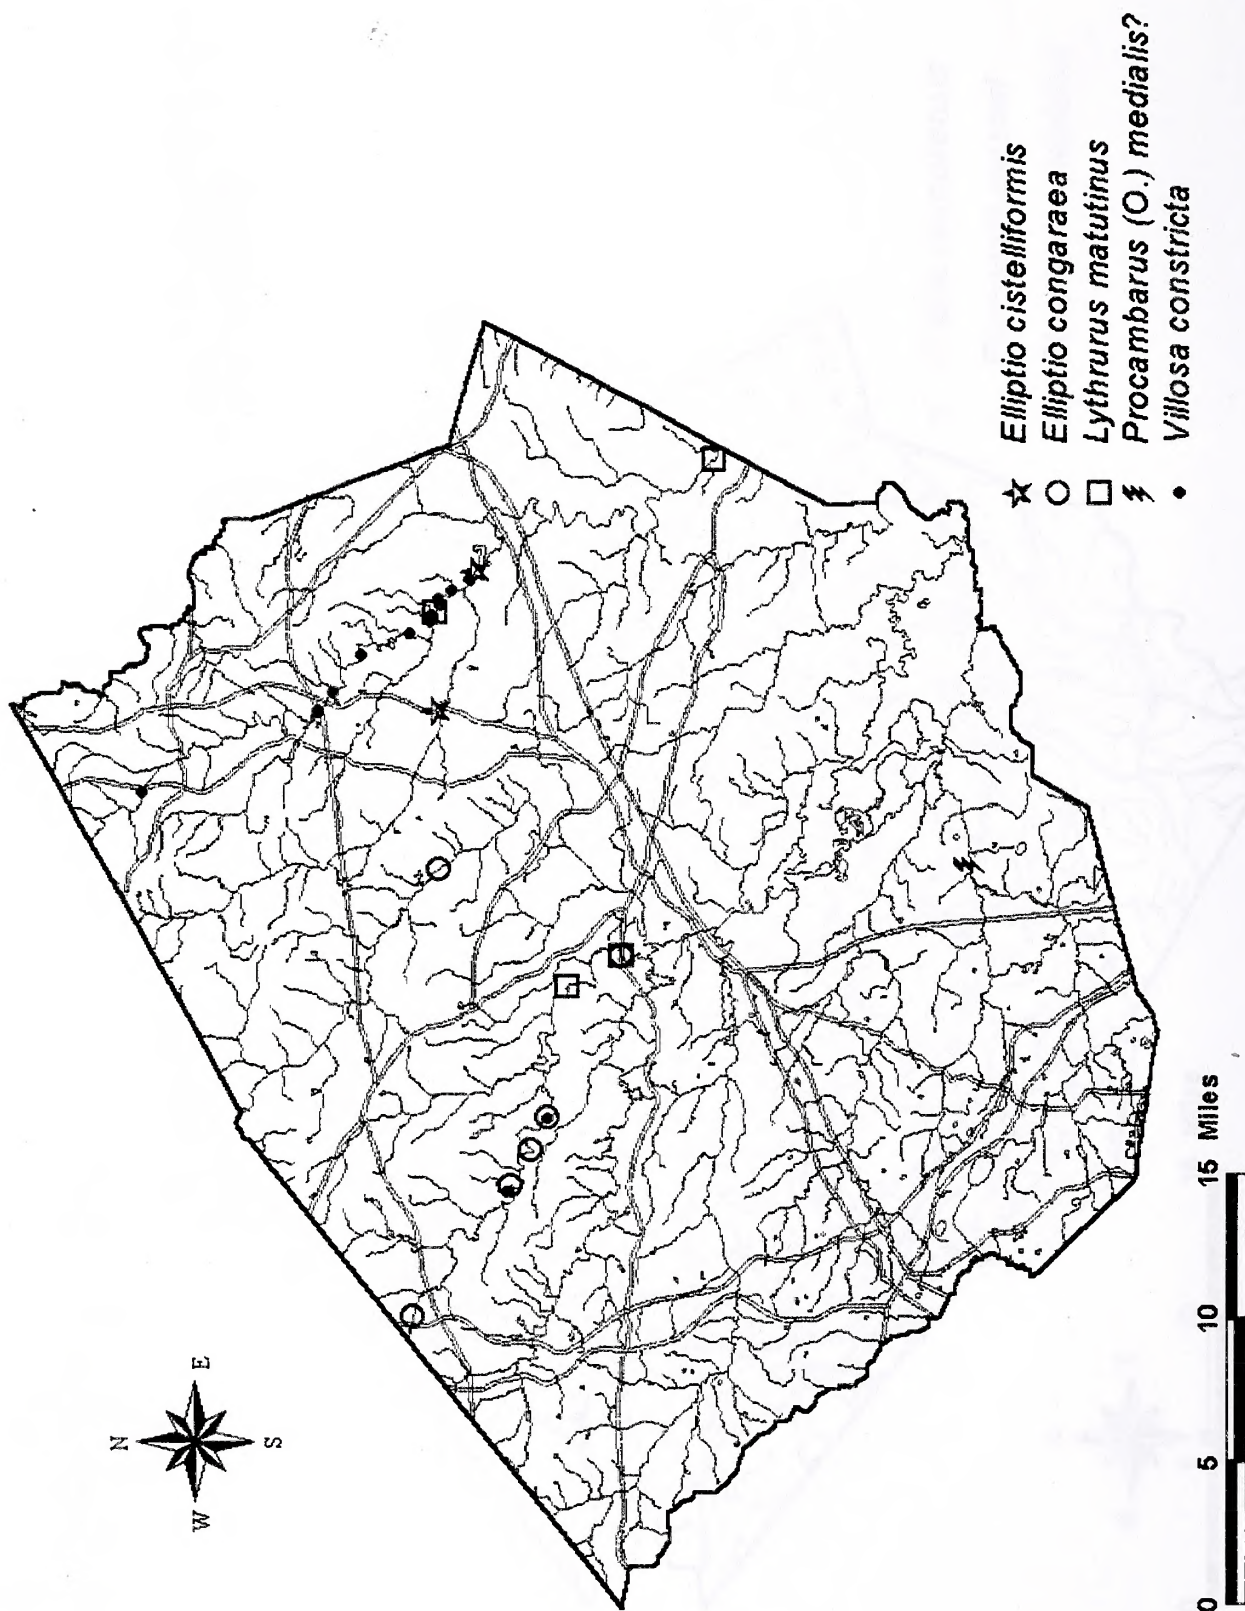 N
W
E
S
Elliptio cistelliformis
Elliptio congaraea
Lythrurus matutinus
Procambarus (O.) medialis?
Villosa constricta
0 5 10 15 Miles